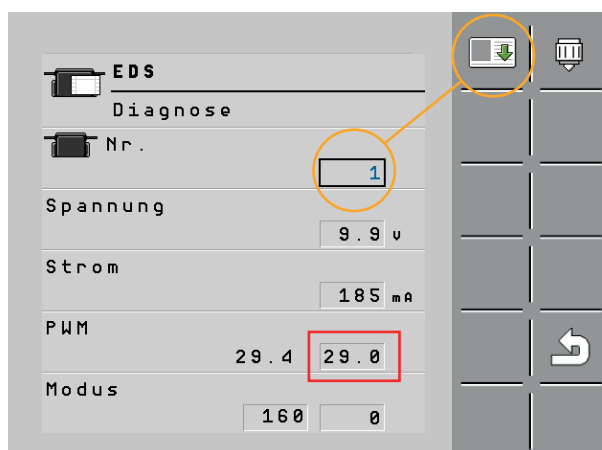 EDS
Diagnose
Nr.
1
Spannung
9.9 v
Strom
185 mA
PWM
29.4 29.0
Modus
160 0